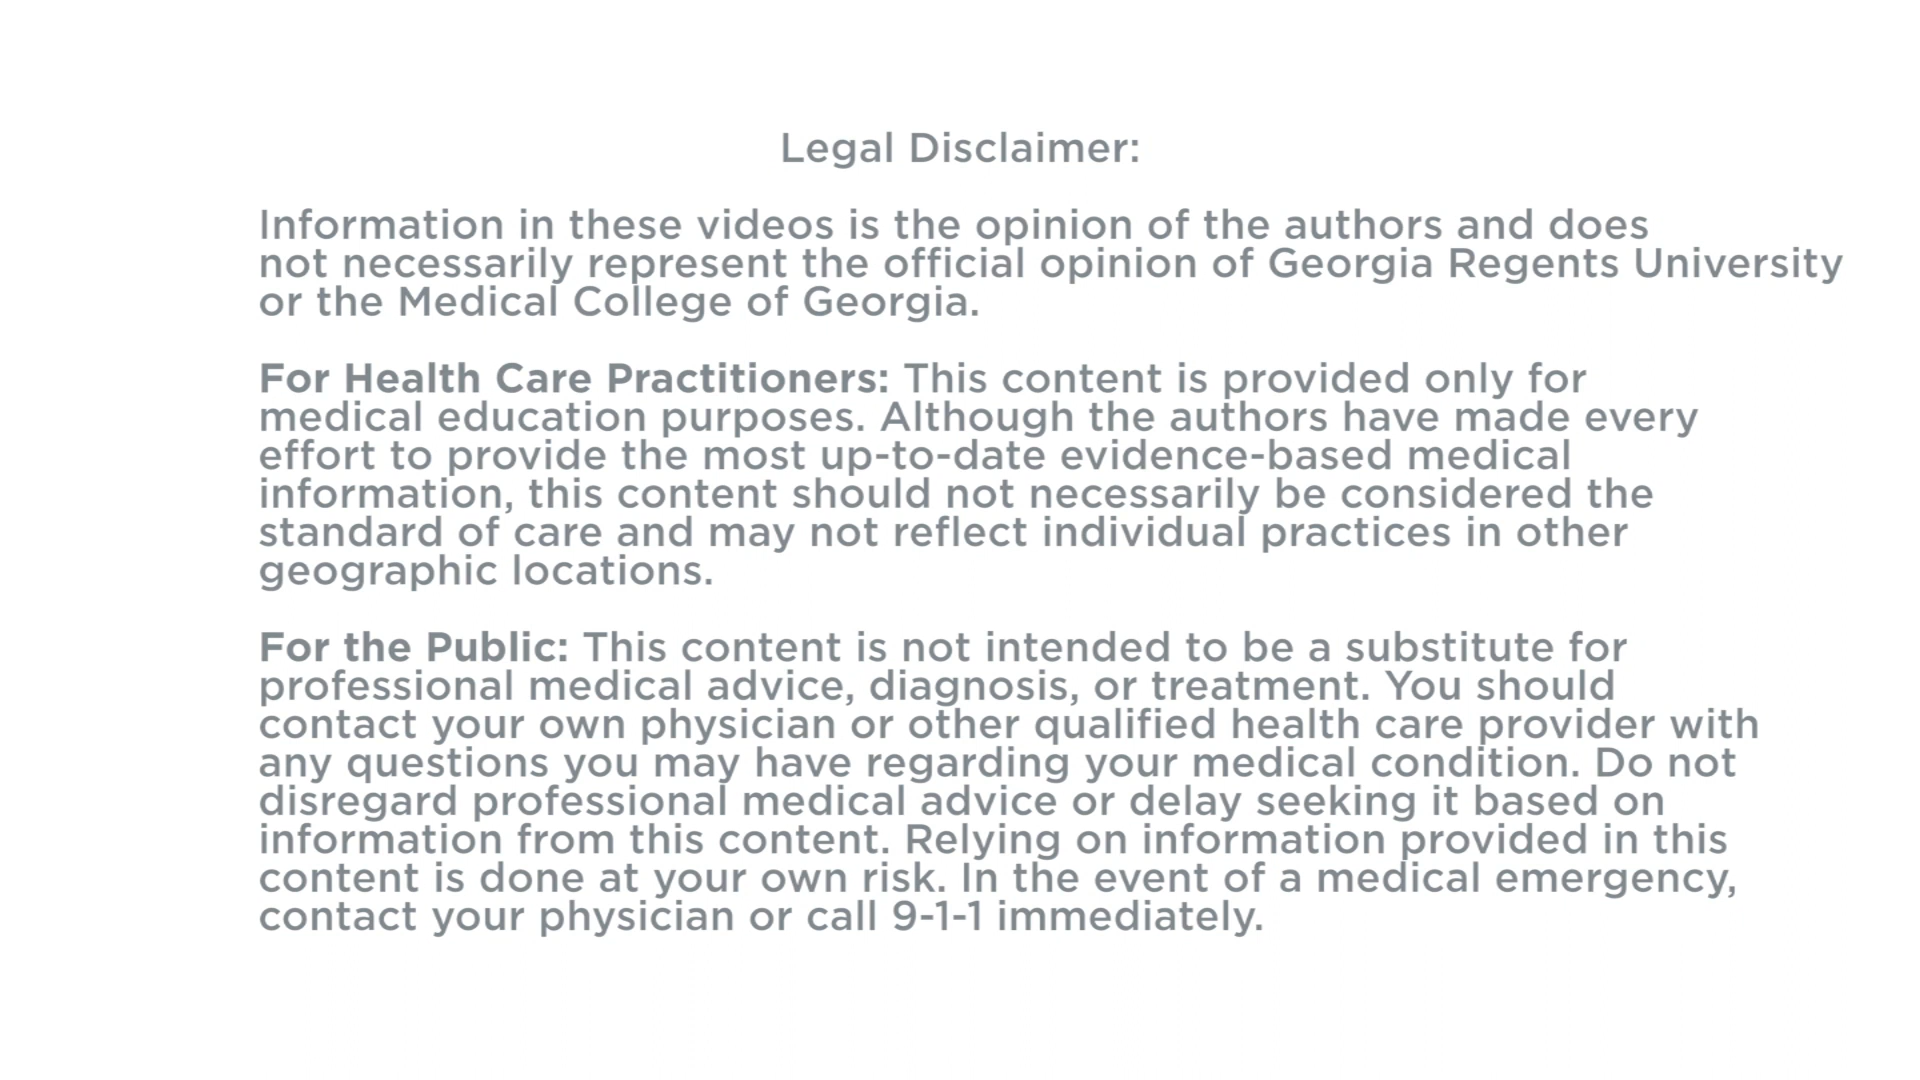 Legal Disclaimer:
Information in these videos is the opinion of the authors and does
not necessarily represent the official opinion of Georgia Regents University
or the Medical College of Georgia.
For Health Care Practitioners: This content is provided only for
medical education purposes. Although the authors have made every
effort to provide the most up-to-date evidence-based medical
information, this content should not necessarily be considered the
standard of care and may not reflect individual practices in other
geographic locations.
For the Public: This content is not intended to be a substitute for
professional medical advice, diagnosis, or treatment. You should
contact your own physician or other qualified health care provider with
any questions you may have regarding your medical condition. Do not
disregard professional medical advice or delay seeking it based on
information from this content. Relying on information provided in this
content is done at your own risk. In the event of a medical emergency,
contact your physician or call 9-1-1 immediately.